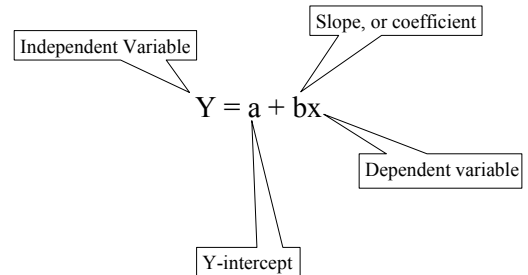 Slope, or coefficient
Independent Variable
Y = a + bx
Dependent variable
Y-intercept